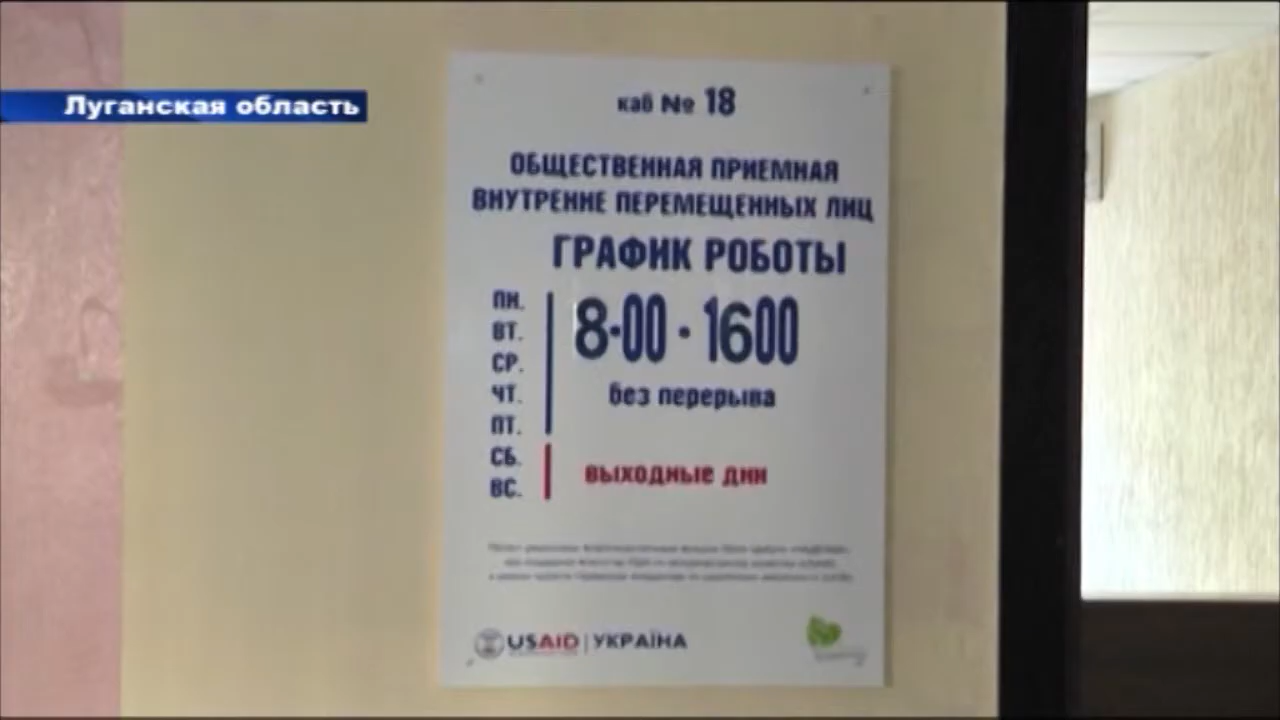 Луганская область
каб № 18
ОБЩЕСТВЕННАЯ ПРИЕМНАЯ
ВНУТРЕННЕ ПЕРЕМЕЩЕННЫХ ЛИЦ
ГРАФИК РОБОТЫ
ПН.
ВТ.
СР.
ЧТ.
ПТ.
8·00 · 1600
без перерыва
СБ.
ВС.
выходные дни
USAID | УКРАЇНА